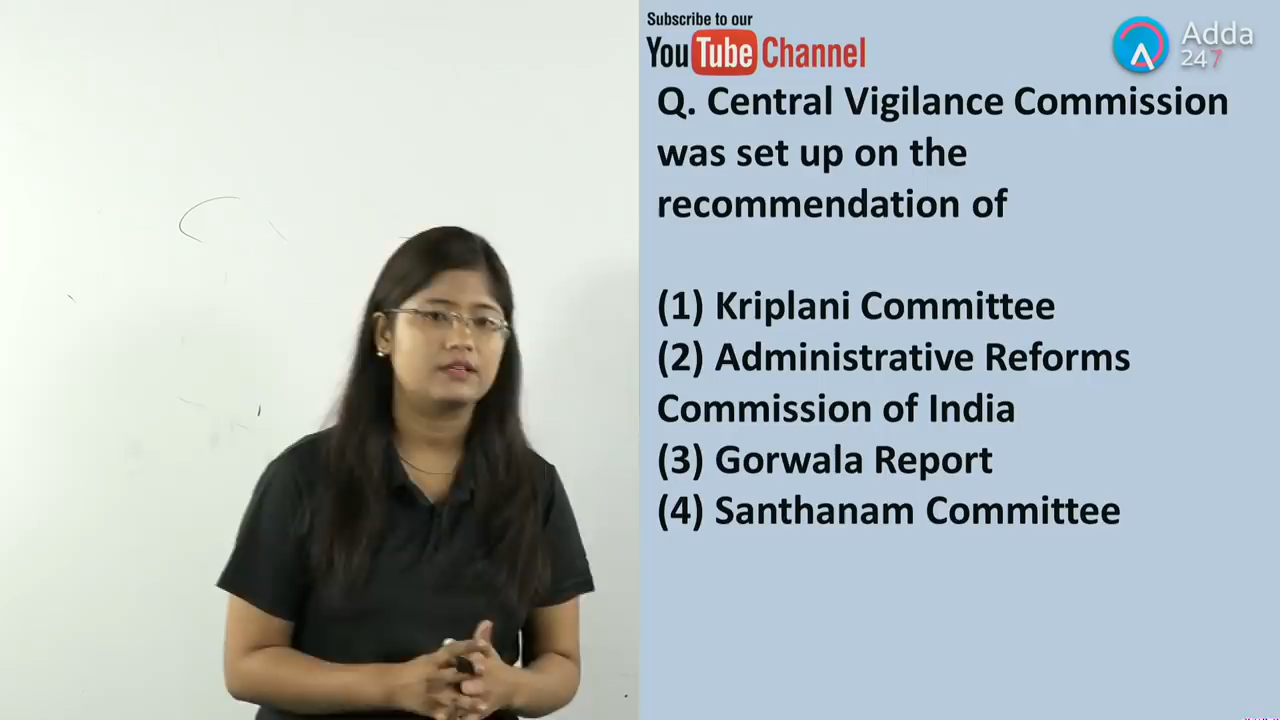 Subscribe to our
YouTube Channel
Adda
247
Q. Central Vigilance Commission
was set up on the
recommendation of
(1) Kriplani Committee
(2) Administrative Reforms
Commission of India
(3) Gorwala Report
(4) Santhanam Committee